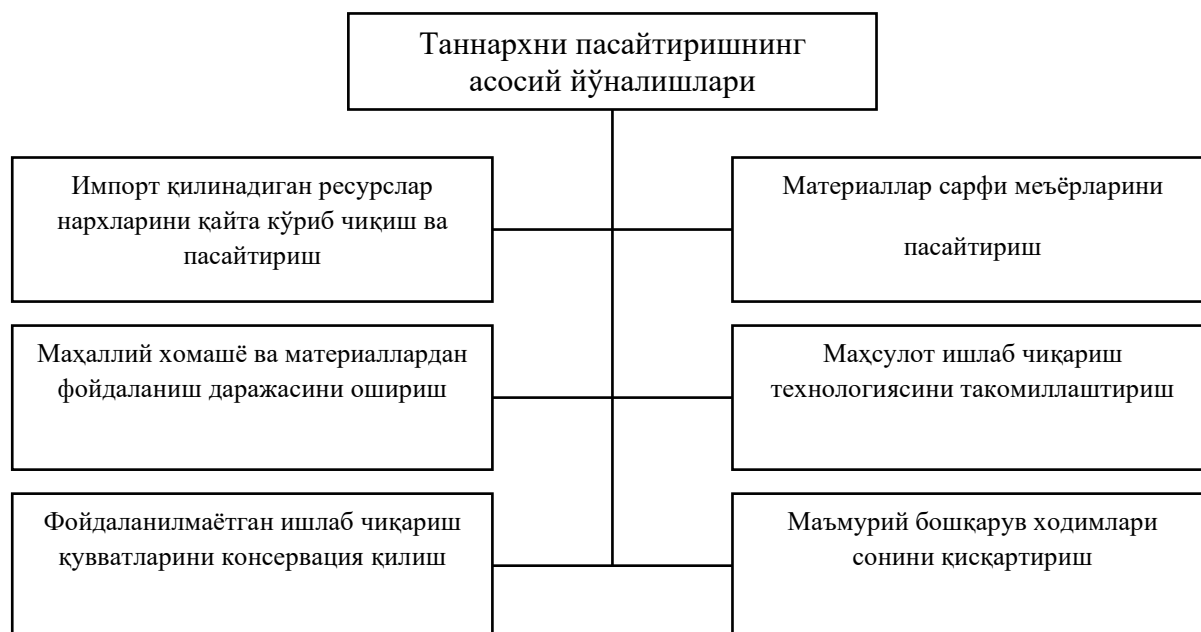 Таннархни пасайтиришнинг
асосий йўналишлари
Импорт қилинадиган ресурслар
нархларини қайта кўриб чиқиш ва
пасайтириш
Материаллар сарфи меъёрларини
пасайтириш
Маҳаллий хомашё ва материаллардан
фойдаланиш даражасини ошириш
Маҳсулот ишлаб чиқариш
технологиясини такомиллаштириш
Фойдаланилмаётган ишлаб чиқариш
қувватларини консервация қилиш
Маъмурий бошқарув ходимлари
сонини қисқартириш